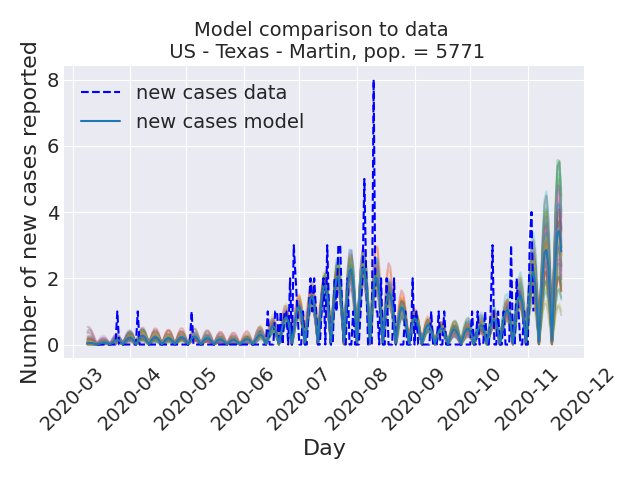 Model comparison to data
US - Texas - Martin, pop. = 5771
Number of new cases reported
8
6
4
2
0
new cases data
new cases model
2020-03
2020-04
2020-05
2020-06
2020-07
2020-08
2020-09
2020-10
2020-11
2020-12
Day